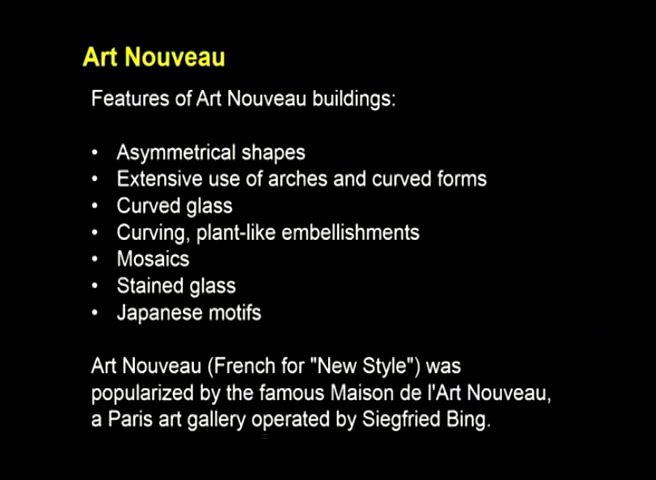 Art Nouveau
Features of Art Nouveau buildings:
• Asymmetrical shapes
• Extensive use of arches and curved forms
• Curved glass
• Curving, plant-like embellishments
• Mosaics
• Stained glass
• Japanese motifs
Art Nouveau (French for "New Style") was
popularized by the famous Maison de l'Art Nouveau,
a Paris art gallery operated by Siegfried Bing.